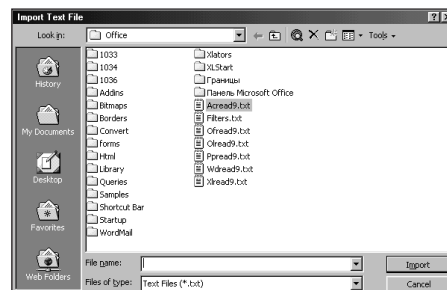 Import Text File
Look in:
Office
Tools
History
My Documents
Desktop
Favorites
Web Folders
1033
1034
1036
Addins
Bitmaps
Borders
Convert
forms
Html
Library
Queries
Samples
Shortcut Bar
Startup
WordMail
Xlators
XLStart
Границы
Панель Microsoft Office
Acread9.txt
Filters.txt
Ofread9.txt
Olread9.txt
Ppread9.txt
Wdread9.txt
Xlread9.txt
File name:
Import
Files of type:
Text Files (*.txt)
Cancel